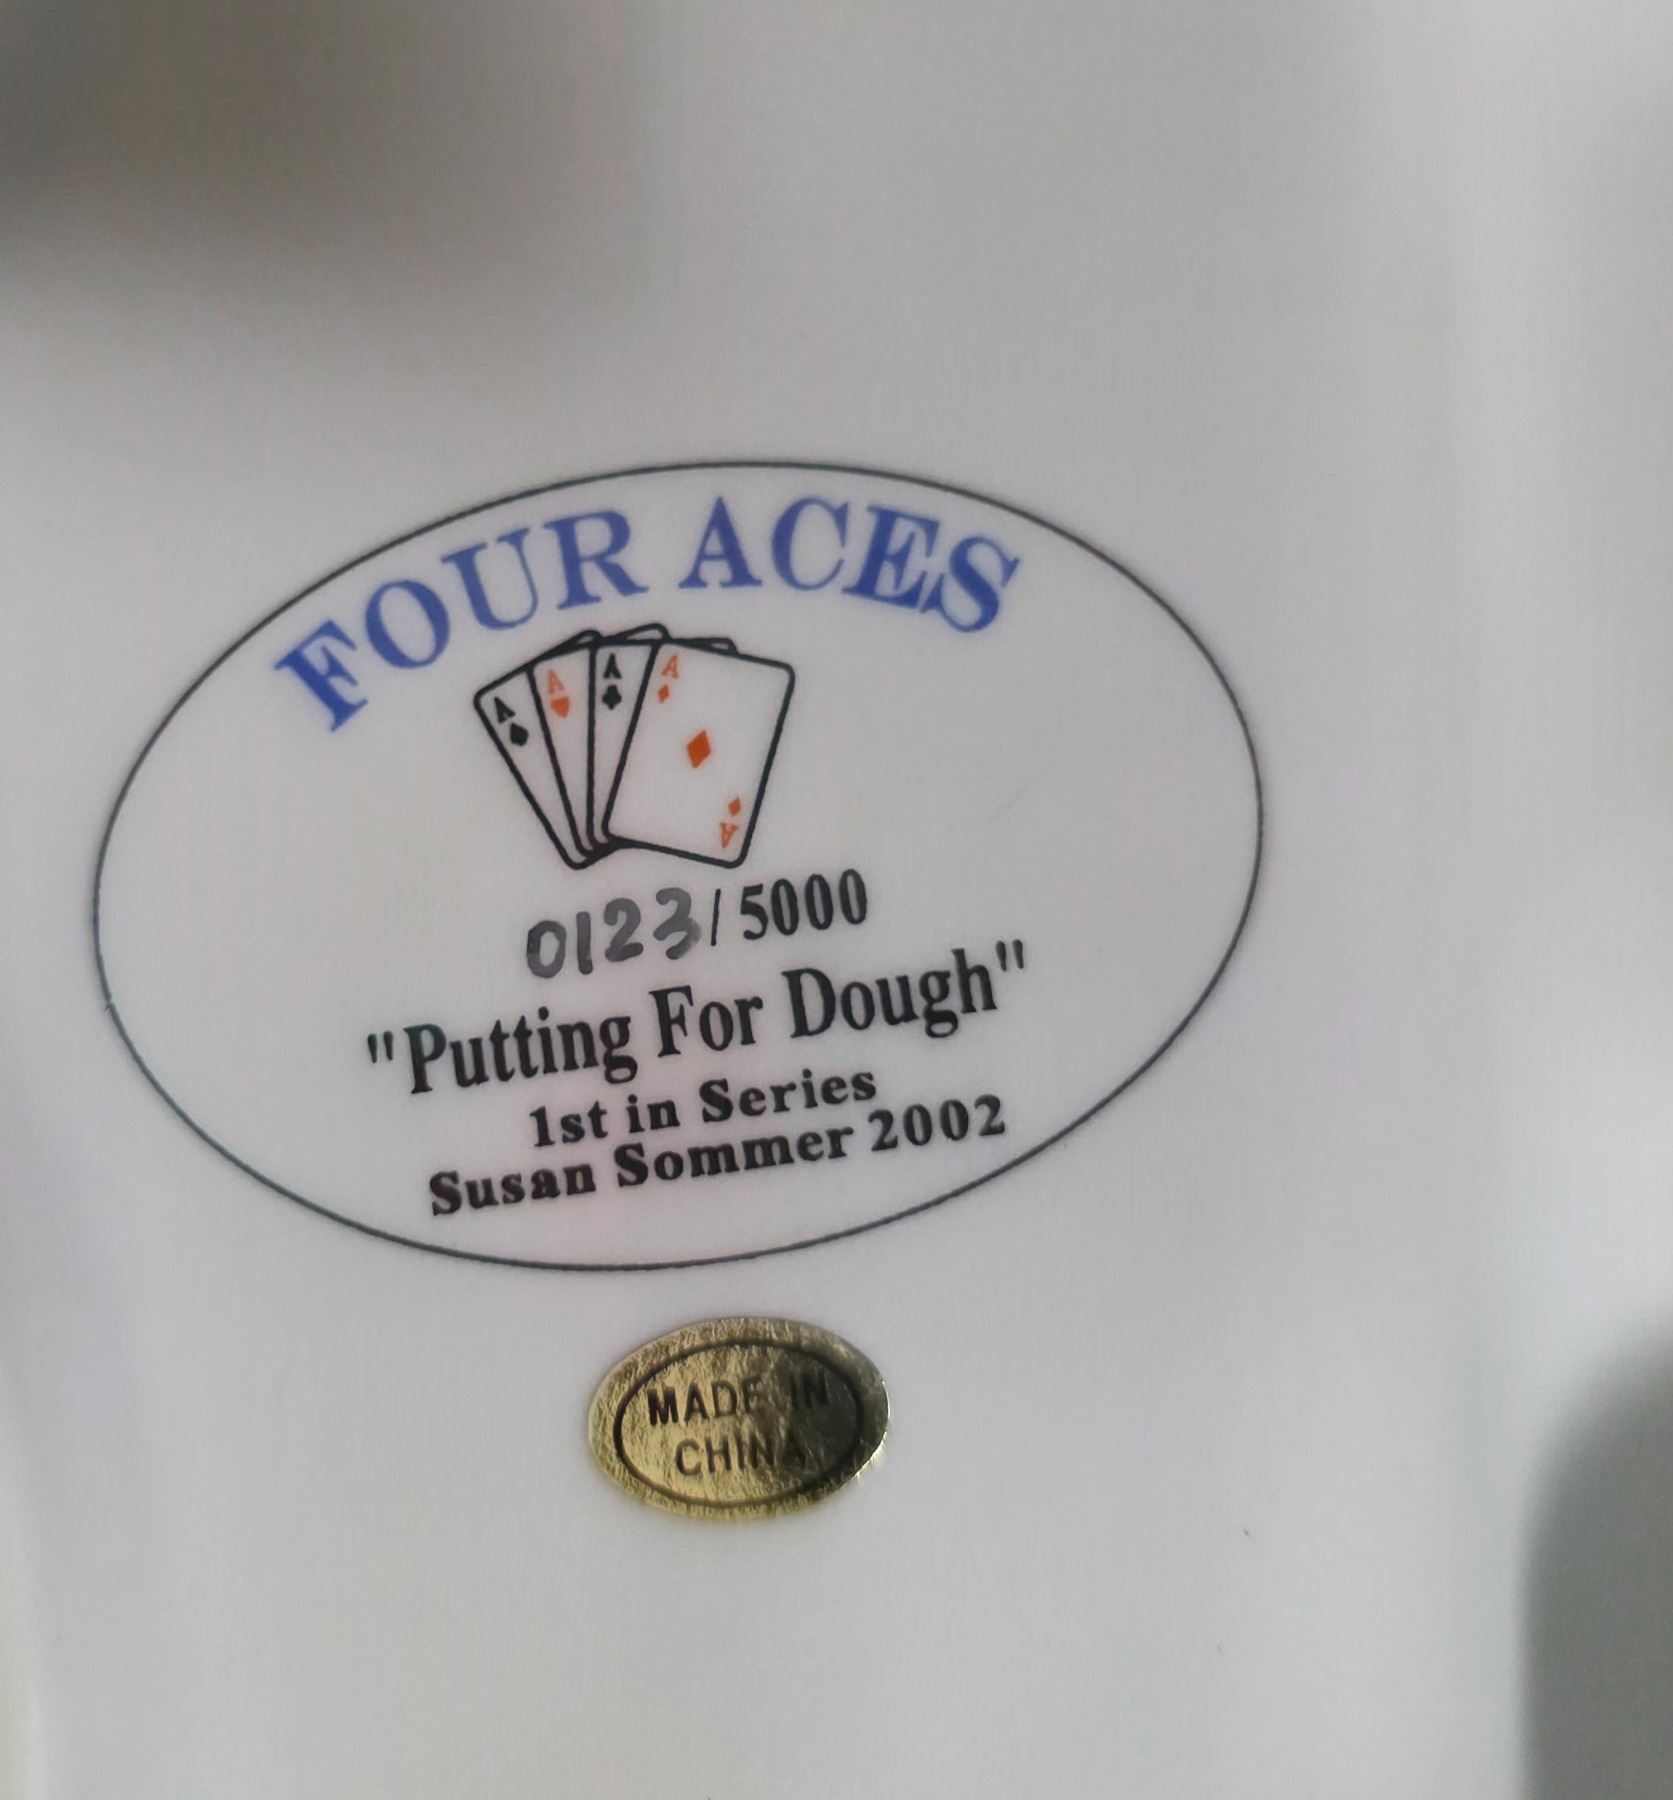 FOUR ACES
A
A
A
A
A
0123/5000
"Putting For Dough"
1st in Series
Susan Sommer 2002
MADE IN
CHINA